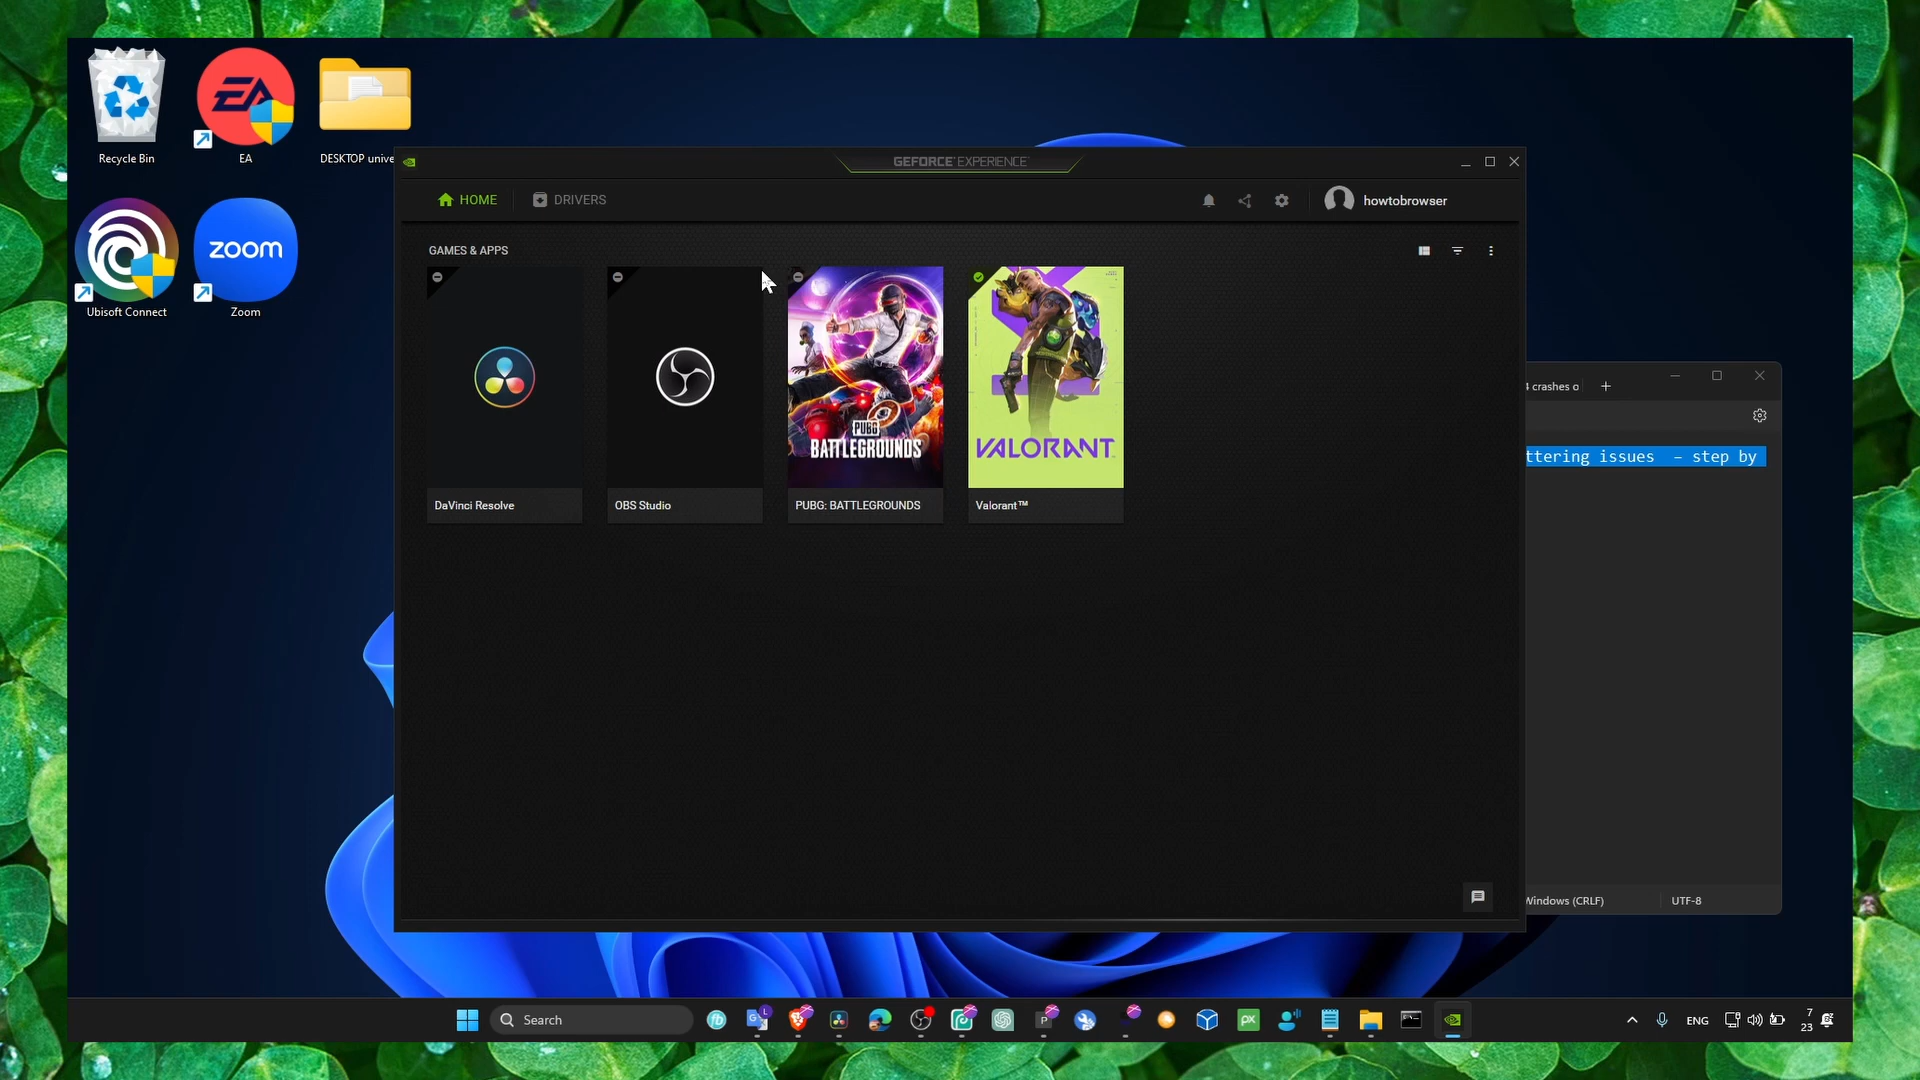 Recycle Bin
EA
EA
DESKTOP unive
Ubisoft Connect
zoom
Zoom
GEFORCE EXPERIENCE
HOME
DRIVERS
howtobrowser
GAMES & APPS
DaVinci Resolve
OBS Studio
PUBG
BATTLEGROUNDS
PUBG: BATTLEGROUNDS
VALORANT
Valorant™
crashes o
ttering issues – step by
Windows (CRLF)
UTF-8
Search
ENG
7
23